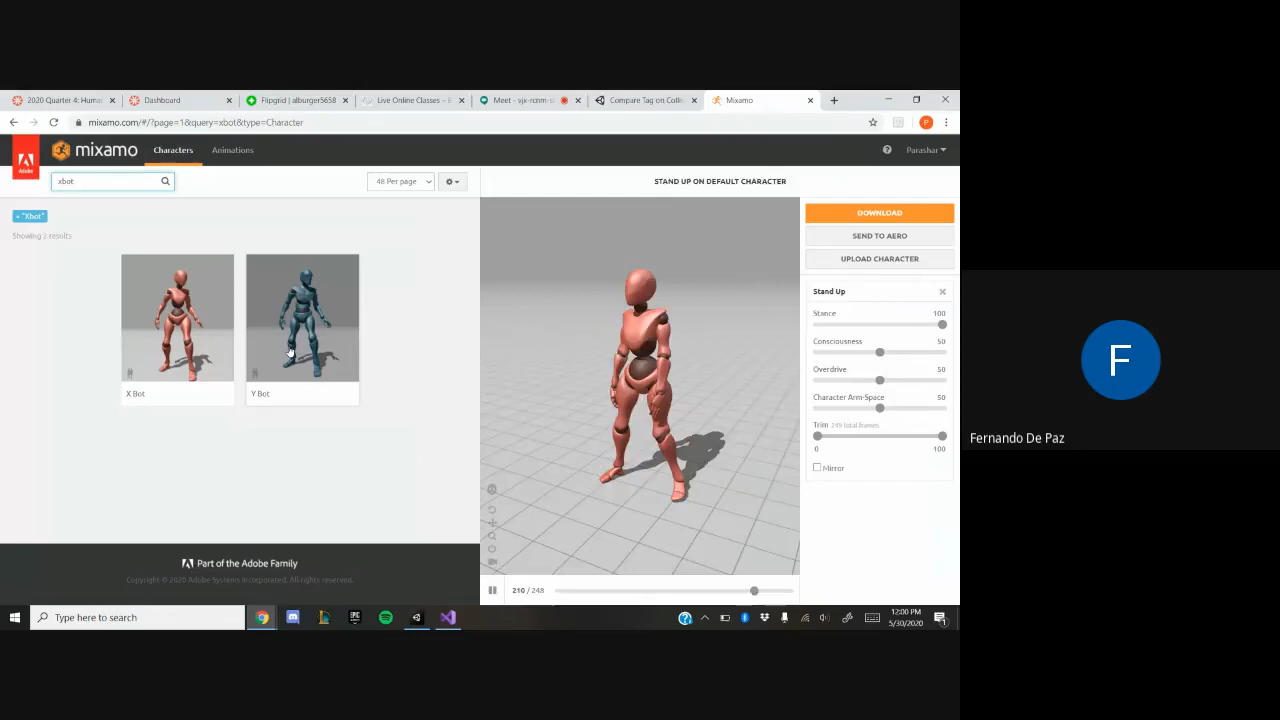 2020 Quarter 4: Huma
Dashboard
Flipgrid | alburger5658
Live Online Classes – E
Meet - vjx-rcnm-s
Compare Tag on Colli
Mixamo
mixamo.com/#/?page=1&query=xbot&type=Character
P
Adobe
mixamo
Characters
Animations
Parashar
xbot
48 Per page
STAND UP ON DEFAULT CHARACTER
× "Xbot"
Showing 2 results
X Bot
Y Bot
DOWNLOAD
SEND TO AERO
UPLOAD CHARACTER
Stand Up
Stance 100
Consciousness 50
Overdrive 50
Character Arm-Space 50
Trim 249 total frames
0 100
Mirror
Part of the Adobe Family
Copyright © 2020 Adobe Systems Incorporated. All rights reserved.
210 / 248
Type here to search
EPIC
12:00 PM
5/30/2020
1
F
Fernando De Paz